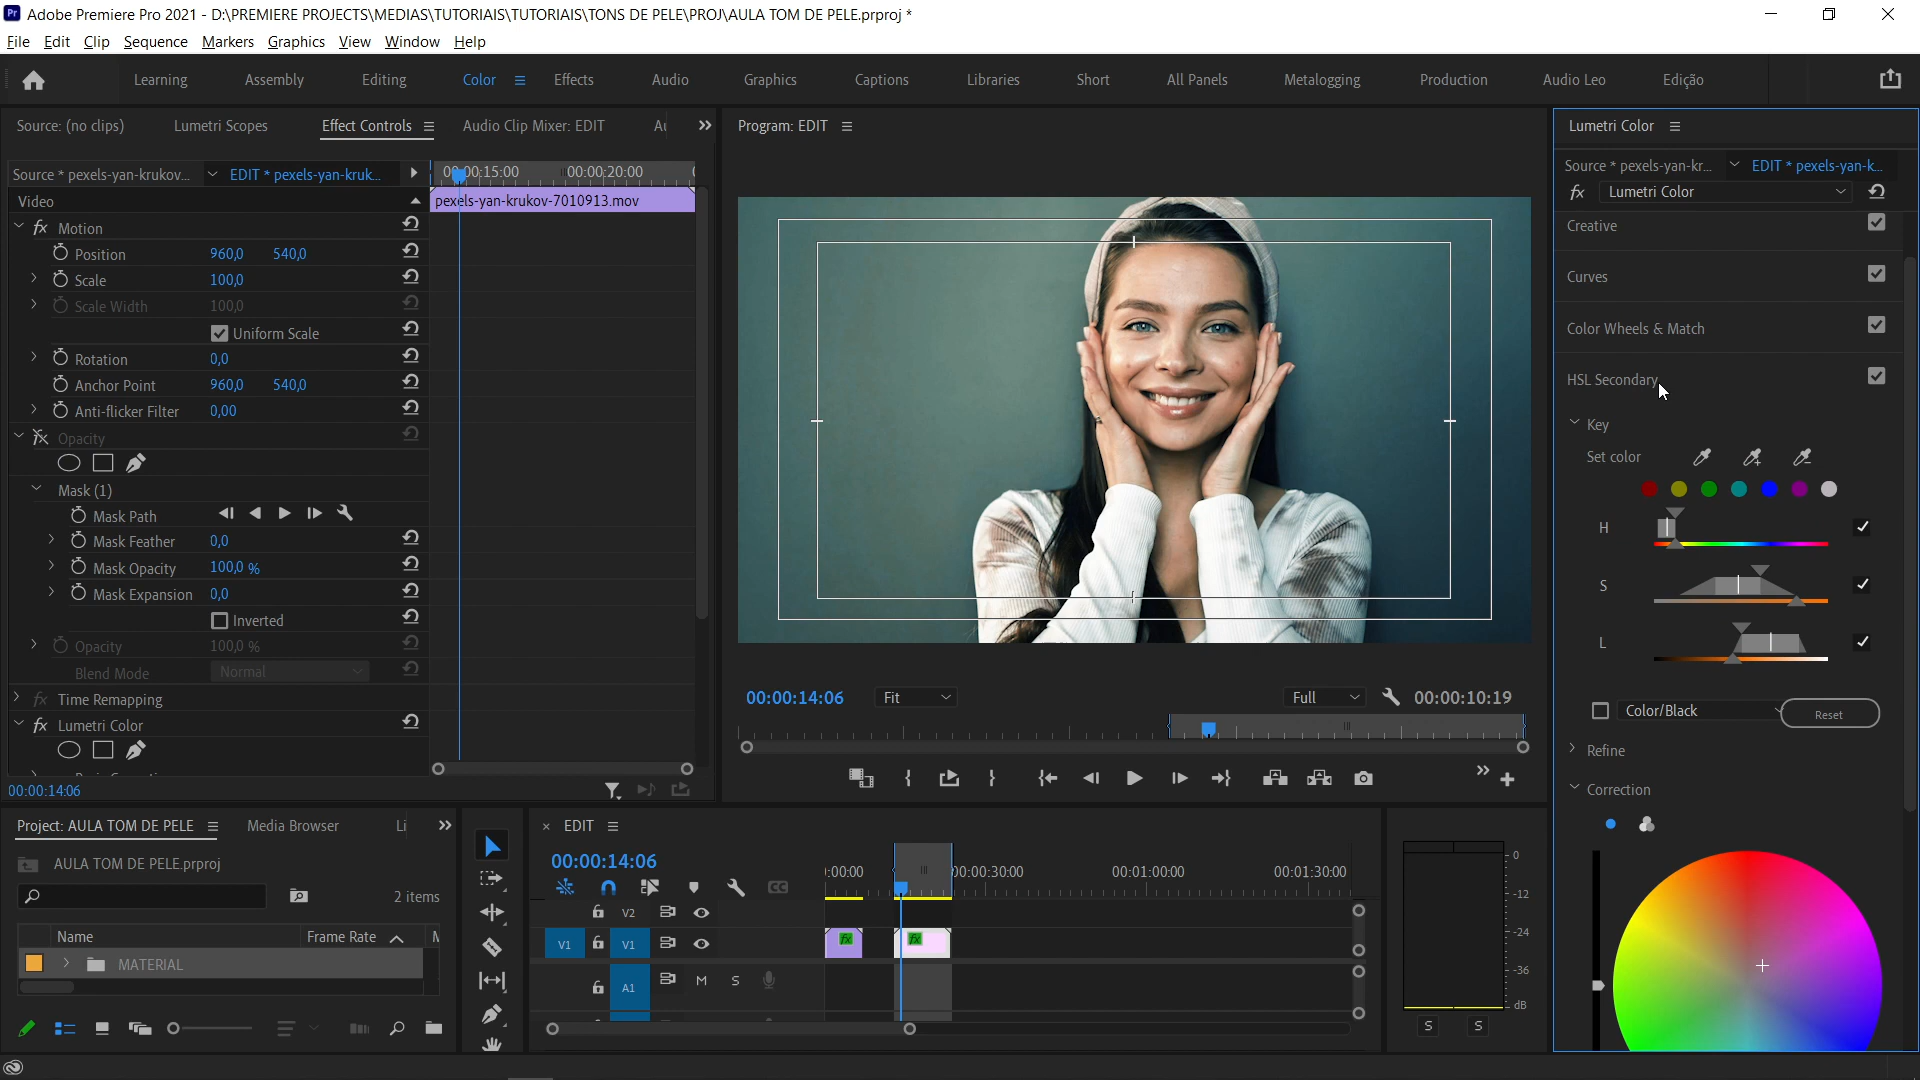 Pr Adobe Premiere Pro 2021 - D:\PREMIERE PROJECTS\MEDIAS\TUTORIAIS\TUTORIAIS\TONS DE PELE\PROJ\AULA TOM DE PELE.prproj *
File Edit Clip Sequence Markers Graphics View Window Help
Learning Assembly Editing Color Effects Audio Graphics Captions Libraries Short All Panels Metalogging Production Audio Leo Edição
Source: (no clips) Lumetri Scopes Effect Controls Audio Clip Mixer: EDIT
Source * pexels-yan-krukov... EDIT * pexels-yan-kruk...
00:00:15:00 00:00:20:00
Video
pexels-yan-krukov-7010913.mov
fx Motion
Position 960,0 540,0
Scale 100,0
Scale Width 100,0
Uniform Scale
Rotation 0,0
Anchor Point 960,0 540,0
Anti-flicker Filter 0,00
fx Opacity
Mask (1)
Mask Path
Mask Feather 0,0
Mask Opacity 100,0 %
Mask Expansion 0,0
Inverted
Opacity 100,0 %
Blend Mode Normal
fx Time Remapping
fx Lumetri Color
00:00:14:06
Program: EDIT
00:00:14:06 Fit Full 00:00:10:19
Lumetri Color
Source * pexels-yan-kr... EDIT * pexels-yan-k...
fx Lumetri Color
Creative
Curves
Color Wheels & Match
HSL Secondary
Key
Set color
H
S
L
Color/Black Reset
Refine
Correction
Project: AULA TOM DE PELE Media Browser Li
AULA TOM DE PELE.prproj
2 items
Name Frame Rate
MATERIAL
× EDIT
00:00:14:06
:00:00 00:00:30:00 00:01:00:00 00:01:30:00
V2
V1 V1 fx fx
A1 M S
0
-12
-24
-36
dB
S S